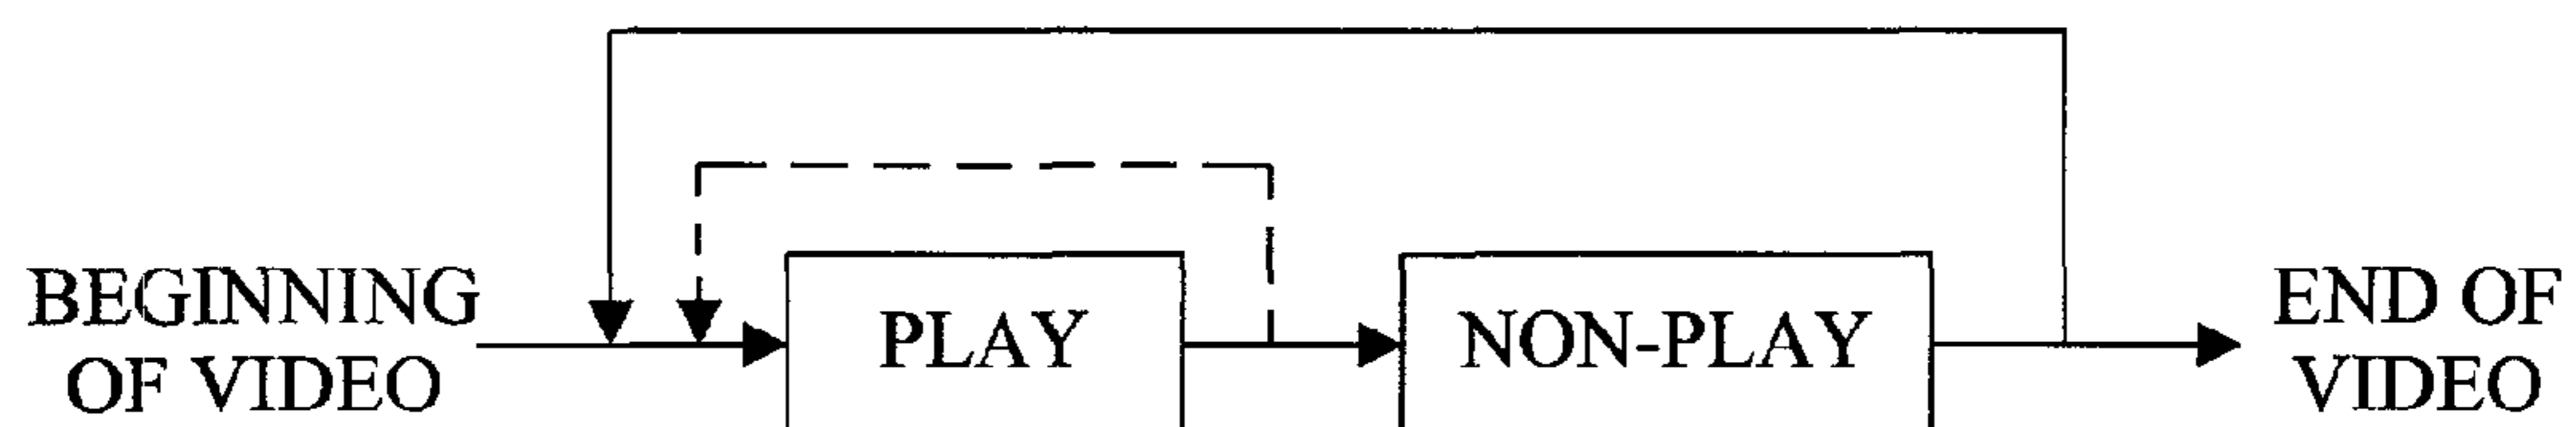 BEGINNING
OF VIDEO
PLAY
NON-PLAY
END OF
VIDEO